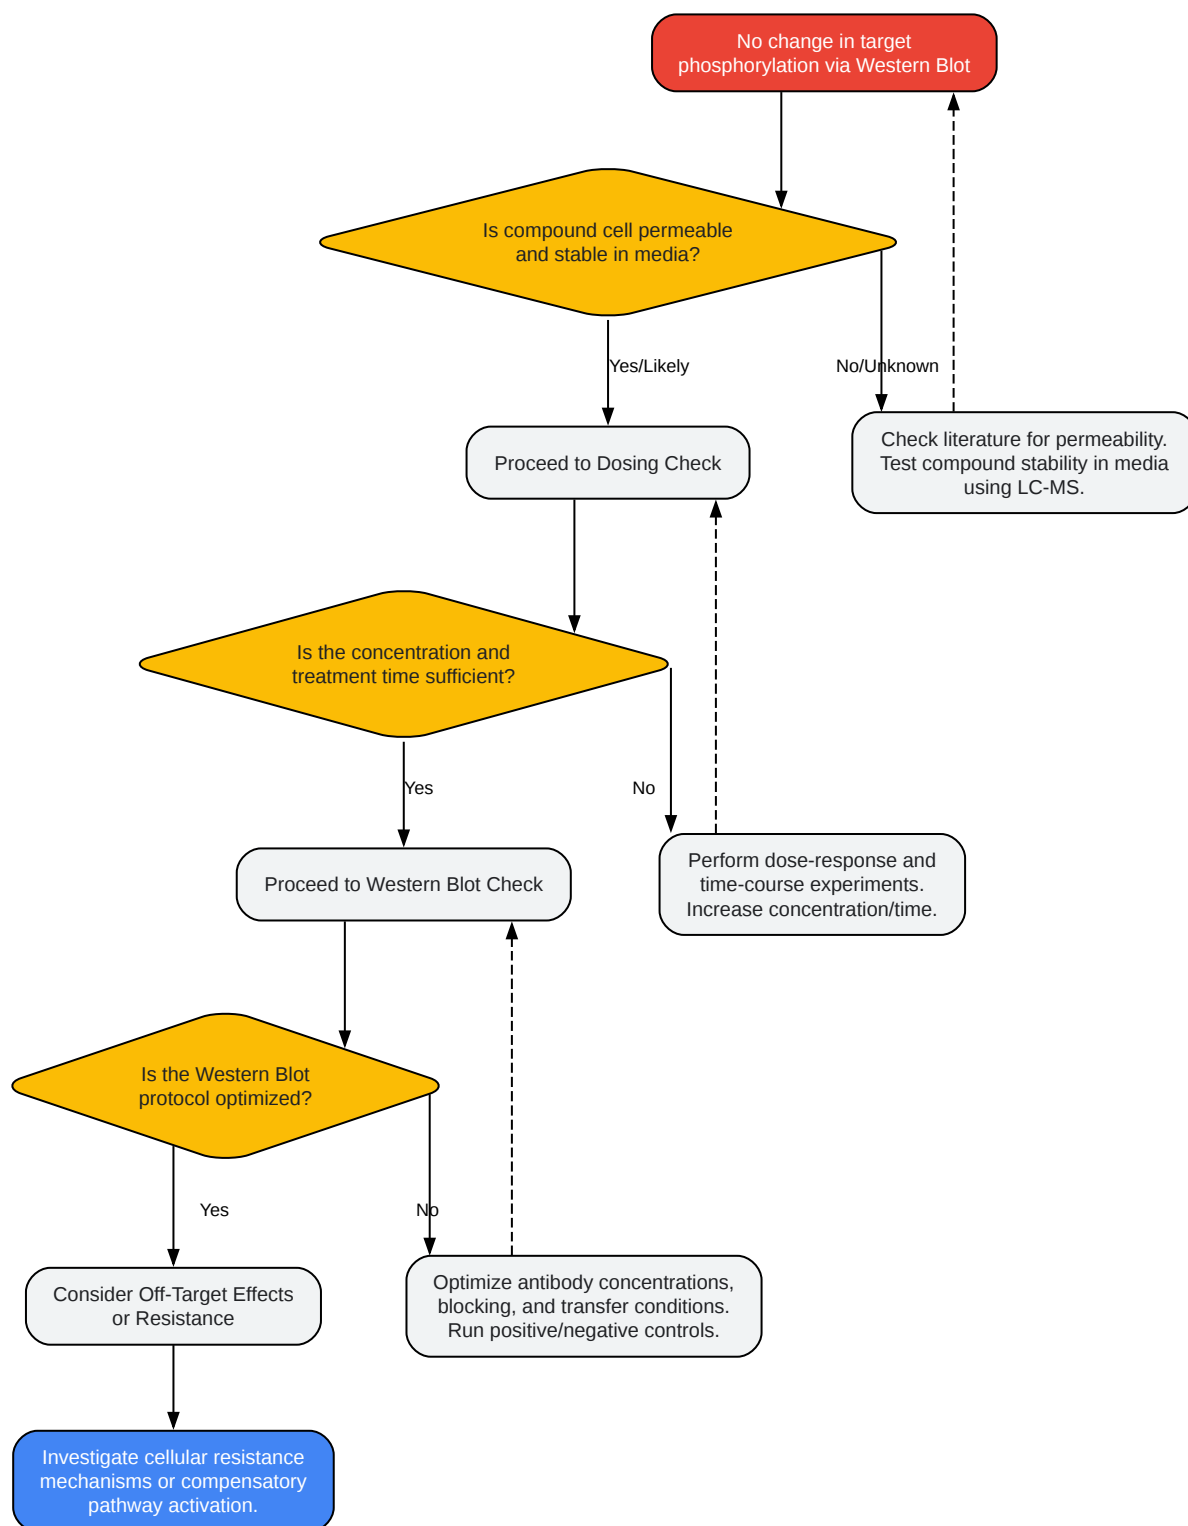 No change in target
phosphorylation via Western Blot
Is compound cell permeable
and stable in media?
Yes/Likely
No/Unknown
Check literature for permeability.
Test compound stability in media
using LC-MS.
Proceed to Dosing Check
Is the concentration and
treatment time sufficient?
Yes
No
Perform dose-response and
time-course experiments.
Increase concentration/time.
Proceed to Western Blot Check
Is the Western Blot
protocol optimized?
Yes
No
Consider Off-Target Effects
or Resistance
Optimize antibody concentrations,
blocking, and transfer conditions.
Run positive/negative controls.
Investigate cellular resistance
mechanisms or compensatory
pathway activation.